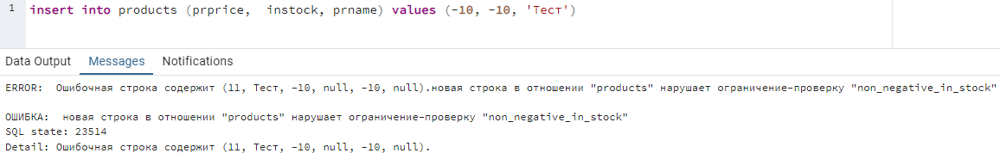 1 insert into products (prprice,  instock, prname) values (-10, -10, 'Тест')
Data Output Messages Notifications
ERROR:  Ошибочная строка содержит (11, Тест, -10, null, -10, null).новая строка в отношении "products" нарушает ограничение-проверку "non_negative_in_stock"
ОШИБКА:  новая строка в отношении "products" нарушает ограничение-проверку "non_negative_in_stock"
SQL state: 23514
Detail: Ошибочная строка содержит (11, Тест, -10, null, -10, null).